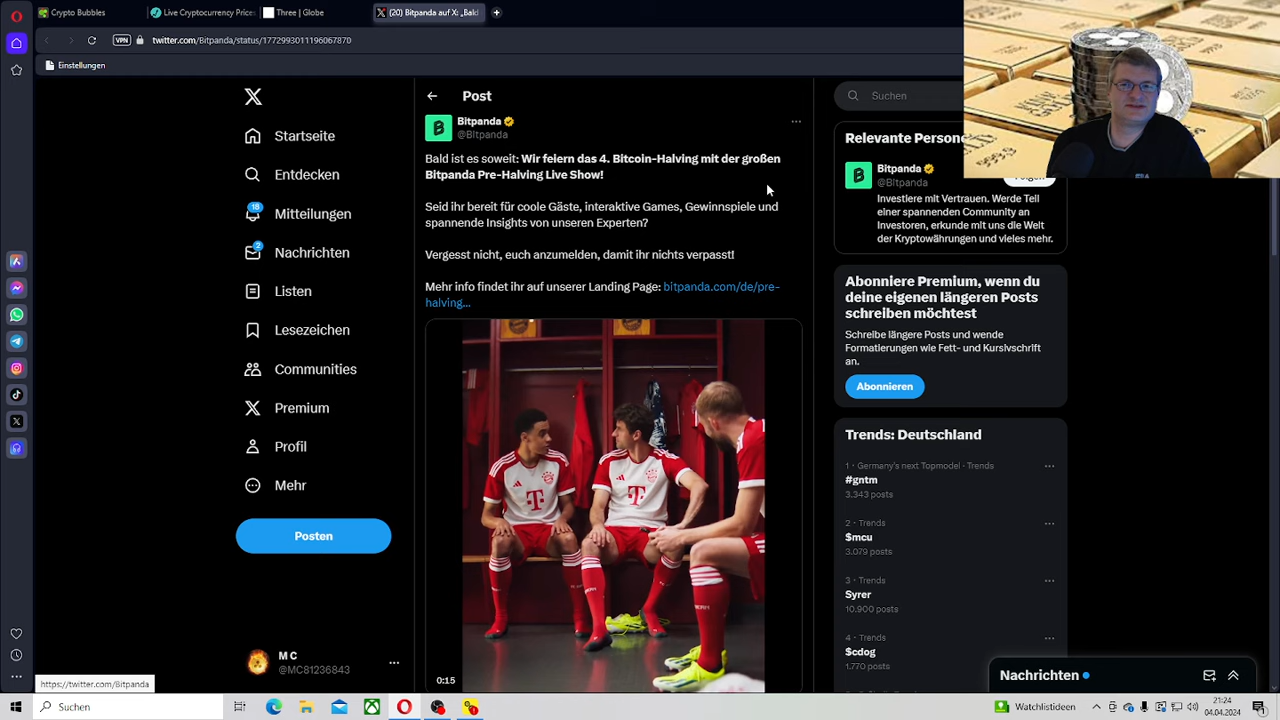 Crypto Bubbles
Live Cryptocurrency Prices
Three | Globe
(20) Bitpanda auf X: „Bald
VPN
twitter.com/Bitpanda/status/1772993011196067870
Einstellungen
Startseite
Entdecken
18
Mitteilungen
2
Nachrichten
Listen
Lesezeichen
Communities
Premium
Profil
Mehr
Posten
M C
@MC81236843
https://twitter.com/Bitpanda
Post
Bitpanda
@Bitpanda
Bald ist es soweit: Wir feiern das 4. Bitcoin-Halving mit der großen
Bitpanda Pre-Halving Live Show!
Seid ihr bereit für coole Gäste, interaktive Games, Gewinnspiele und
spannende Insights von unseren Experten?
Vergesst nicht, euch anzumelden, damit ihr nichts verpasst!
Mehr info findet ihr auf unserer Landing Page: bitpanda.com/de/pre-
halving...
T
T
0:15
Suchen
Relevante Persone
Bitpanda
@Bitpanda
Folgen
Investiere mit Vertrauen. Werde Teil
einer spannenden Community an
Investoren, erkunde mit uns die Welt
der Kryptowährungen und vieles mehr.
Abonniere Premium, wenn du
deine eigenen längeren Posts
schreiben möchtest
Schreibe längere Posts und wende
Formatierungen wie Fett- und Kursivschrift
an.
Abonnieren
Trends: Deutschland
1 · Germany's next Topmodel · Trends
#gntm
3.343 posts
2 · Trends
$mcu
3.079 posts
3 · Trends
Syrer
10.900 posts
4 · Trends
$cdog
1.770 posts
Nachrichten
Suchen
Watchlistideen
21:24
04.04.2024